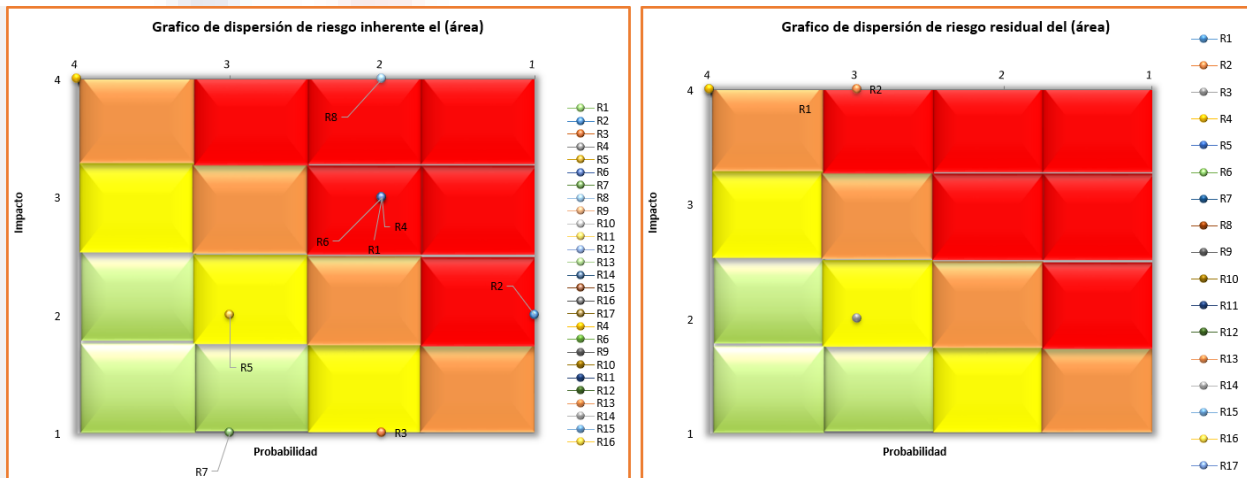 Grafico de dispersión de riesgo inherente el (área)
4
3
2
1
4
3
2
1
Impacto
Probabilidad
R8
R6
R1
R4
R2
R5
R3
R7
R1
R2
R3
R4
R5
R6
R7
R8
R9
R10
R11
R12
R13
R14
R15
R16
R17
R4
R6
R9
R10
R11
R12
R13
R14
R15
R16
Grafico de dispersión de riesgo residual del (área)
4
3
2
1
4
3
2
1
Impacto
Probabilidad
R1
R2
R1
R2
R3
R4
R5
R6
R7
R8
R9
R10
R11
R12
R13
R14
R15
R16
R17